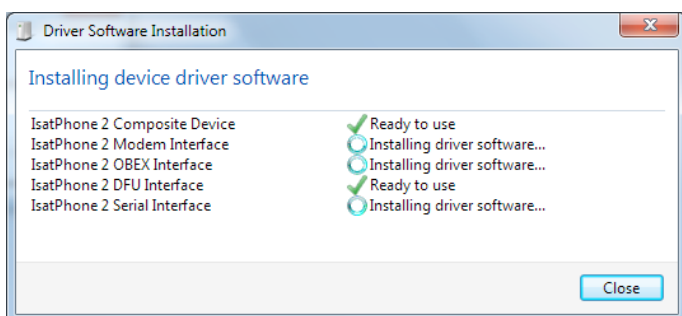 Driver Software Installation
Installing device driver software
IsatPhone 2 Composite Device Ready to use
IsatPhone 2 Modem Interface Installing driver software...
IsatPhone 2 OBEX Interface Installing driver software...
IsatPhone 2 DFU Interface Ready to use
IsatPhone 2 Serial Interface Installing driver software...
Close